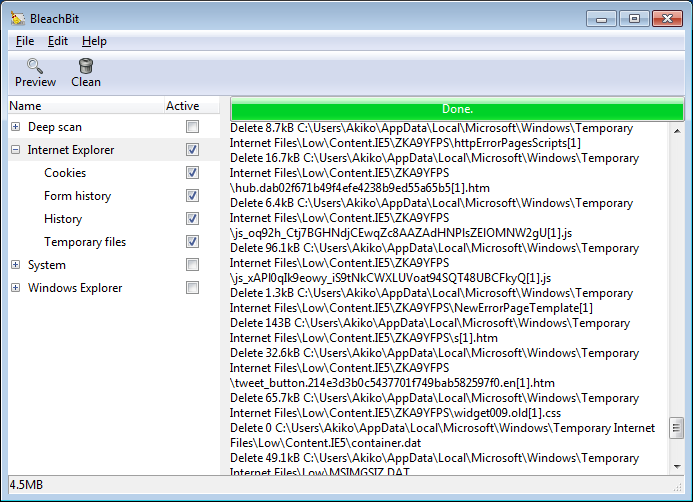 BleachBit
File Edit Help
Preview Clean
Name Active
Deep scan
Internet Explorer
Cookies
Form history
History
Temporary files
System
Windows Explorer
Done.
Delete 8.7kB C:\Users\Akiko\AppData\Local\Microsoft\Windows\Temporary
Internet Files\Low\Content.IE5\ZKA9YFPS\httpErrorPagesScripts[1]
Delete 16.7kB C:\Users\Akiko\AppData\Local\Microsoft\Windows\Temporary
Internet Files\Low\Content.IE5\ZKA9YFPS
\hub.dab02f671b49f4efe4238b9ed55a65b5[1].htm
Delete 6.4kB C:\Users\Akiko\AppData\Local\Microsoft\Windows\Temporary
Internet Files\Low\Content.IE5\ZKA9YFPS
\js_oq92h_Ctj7BGHNdjCEwqZc8AAZAdHNPIsZEIOMNW2gU[1].js
Delete 96.1kB C:\Users\Akiko\AppData\Local\Microsoft\Windows\Temporary
Internet Files\Low\Content.IE5\ZKA9YFPS
\js_xAPl0qIk9eowy_iS9tNkCWXLUVoat94SQT48UBCFkyQ[1].js
Delete 1.3kB C:\Users\Akiko\AppData\Local\Microsoft\Windows\Temporary
Internet Files\Low\Content.IE5\ZKA9YFPS\NewErrorPageTemplate[1]
Delete 143B C:\Users\Akiko\AppData\Local\Microsoft\Windows\Temporary
Internet Files\Low\Content.IE5\ZKA9YFPS\s[1].htm
Delete 32.6kB C:\Users\Akiko\AppData\Local\Microsoft\Windows\Temporary
Internet Files\Low\Content.IE5\ZKA9YFPS
\tweet_button.214e3d3b0c5437701f749bab582597f0.en[1].htm
Delete 65.7kB C:\Users\Akiko\AppData\Local\Microsoft\Windows\Temporary
Internet Files\Low\Content.IE5\ZKA9YFPS\widget009.old[1].css
Delete 0 C:\Users\Akiko\AppData\Local\Microsoft\Windows\Temporary Internet
Files\Low\Content.IE5\container.dat
Delete 49.1kB C:\Users\Akiko\AppData\Local\Microsoft\Windows\Temporary
Internet Files\Low\MSIMGSIZ.DAT
4.5MB